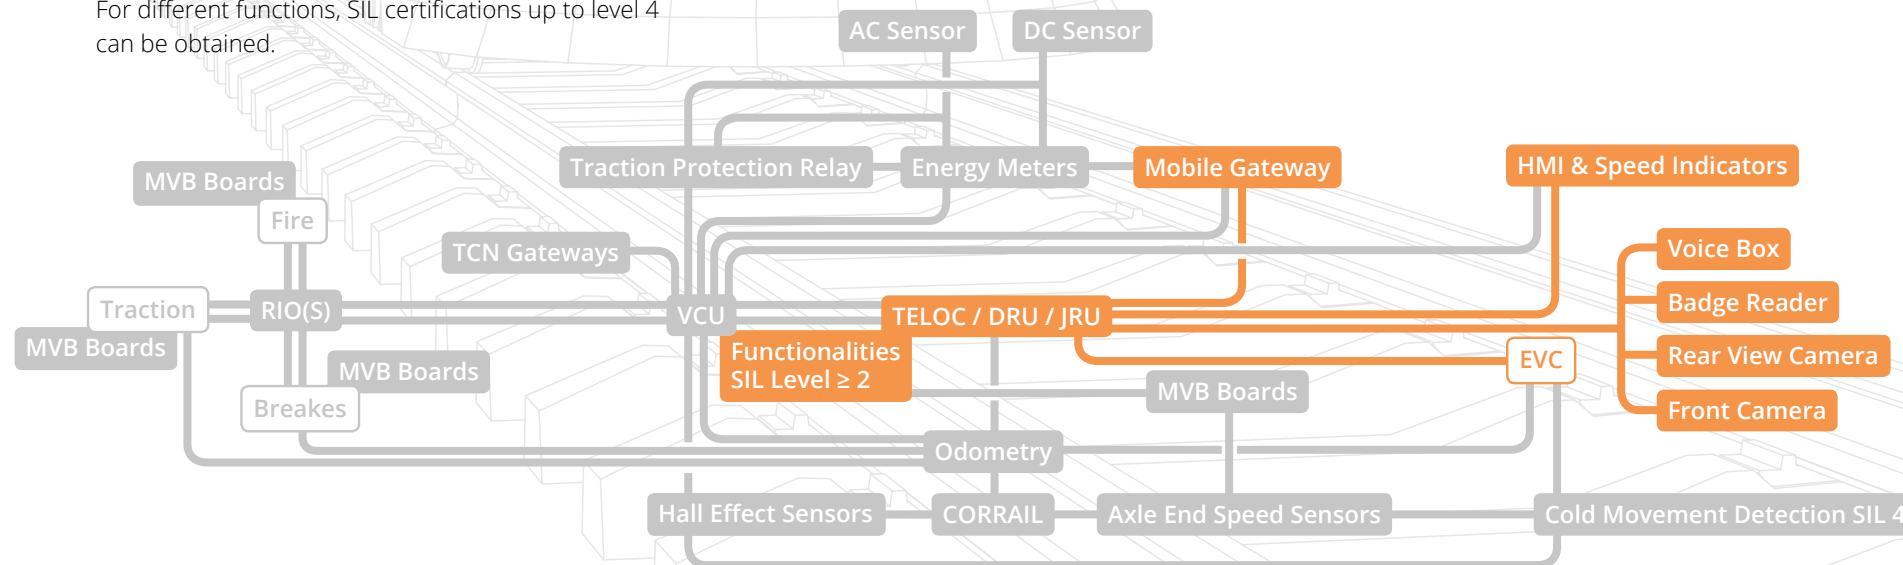 For different functions, SIL certifications up to level 4
can be obtained.
AC Sensor
DC Sensor
Traction Protection Relay
Energy Meters
Mobile Gateway
HMI & Speed Indicators
MVB Boards
Fire
TCN Gateways
Voice Box
Traction
RIO(S)
VCU
TELOC / DRU / JRU
Badge Reader
MVB Boards
Functionalities
SIL Level ≥ 2
EVC
Rear View Camera
MVB Boards
MVB Boards
Breakes
Front Camera
Odometry
Hall Effect Sensors
CORRAIL
Axle End Speed Sensors
Cold Movement Detection SIL 4